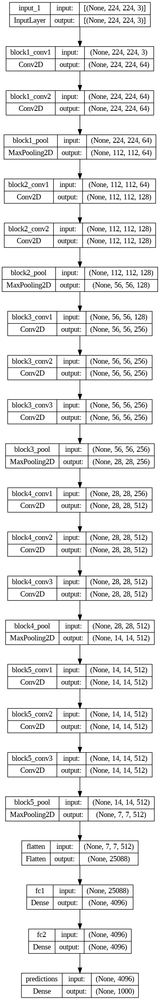 input_1 input: [(None, 224, 224, 3)]
InputLayer output: [(None, 224, 224, 3)]
block1_conv1 input: (None, 224, 224, 3)
Conv2D output: (None, 224, 224, 64)
block1_conv2 input: (None, 224, 224, 64)
Conv2D output: (None, 224, 224, 64)
block1_pool input: (None, 224, 224, 64)
MaxPooling2D output: (None, 112, 112, 64)
block2_conv1 input: (None, 112, 112, 64)
Conv2D output: (None, 112, 112, 128)
block2_conv2 input: (None, 112, 112, 128)
Conv2D output: (None, 112, 112, 128)
block2_pool input: (None, 112, 112, 128)
MaxPooling2D output: (None, 56, 56, 128)
block3_conv1 input: (None, 56, 56, 128)
Conv2D output: (None, 56, 56, 256)
block3_conv2 input: (None, 56, 56, 256)
Conv2D output: (None, 56, 56, 256)
block3_conv3 input: (None, 56, 56, 256)
Conv2D output: (None, 56, 56, 256)
block3_pool input: (None, 56, 56, 256)
MaxPooling2D output: (None, 28, 28, 256)
block4_conv1 input: (None, 28, 28, 256)
Conv2D output: (None, 28, 28, 512)
block4_conv2 input: (None, 28, 28, 512)
Conv2D output: (None, 28, 28, 512)
block4_conv3 input: (None, 28, 28, 512)
Conv2D output: (None, 28, 28, 512)
block4_pool input: (None, 28, 28, 512)
MaxPooling2D output: (None, 14, 14, 512)
block5_conv1 input: (None, 14, 14, 512)
Conv2D output: (None, 14, 14, 512)
block5_conv2 input: (None, 14, 14, 512)
Conv2D output: (None, 14, 14, 512)
block5_conv3 input: (None, 14, 14, 512)
Conv2D output: (None, 14, 14, 512)
block5_pool input: (None, 14, 14, 512)
MaxPooling2D output: (None, 7, 7, 512)
flatten input: (None, 7, 7, 512)
Flatten output: (None, 25088)
fc1 input: (None, 25088)
Dense output: (None, 4096)
fc2 input: (None, 4096)
Dense output: (None, 4096)
predictions input: (None, 4096)
Dense output: (None, 1000)